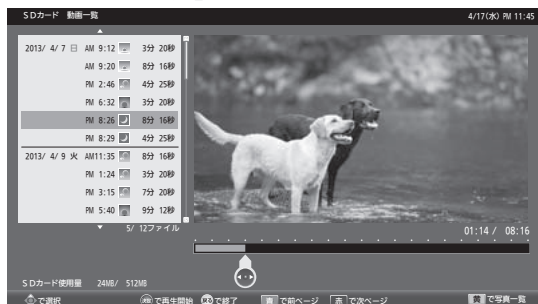 SDカード 動画一覧
4/17(水) PM 11:45
2013/ 4/ 7 日 AM 9:12 3分 20秒
AM 9:20 8分 16秒
PM 2:46 4分 25秒
PM 6:32 3分 20秒
PM 8:26 8分 16秒
PM 8:29 4分 25秒
2013/ 4/ 9 火 AM11:35 8分 16秒
PM 1:24 3分 20秒
PM 3:15 7分 20秒
PM 5:40 9分 12秒
5/ 12ファイル
01:14 / 08:16
SDカード使用量 24MB/ 512MB
で選択 決定 で再生開始 戻る で終了 青 で前ページ 赤 で次ページ 黄 で写真一覧